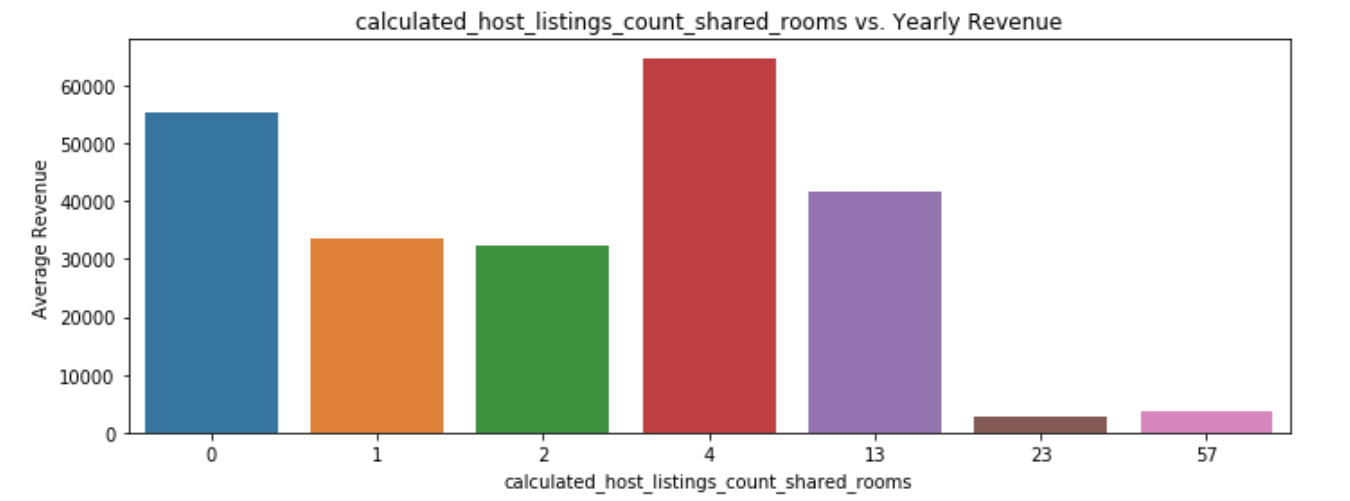 calculated_host_listings_count_shared_rooms vs. Yearly Revenue
Average Revenue
60000
50000
40000
30000
20000
10000
0
0 1 2 4 13 23 57
calculated_host_listings_count_shared_rooms